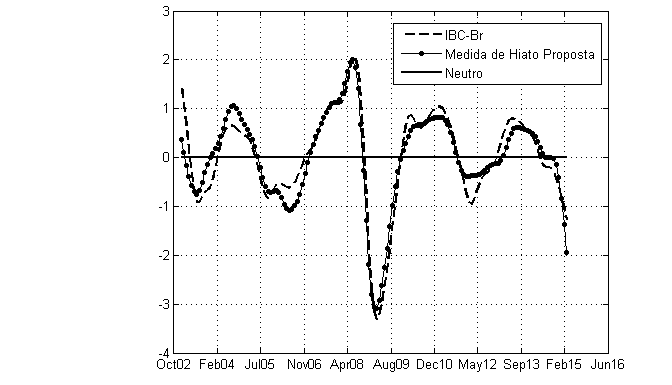 3
2
1
0
-1
-2
-3
-4
IBC-Br
Medida de Hiato Proposta
Neutro
Oct02 Feb04 Jul05 Nov06 Apr08 Aug09 Dec10 May12 Sep13 Feb15 Jun16